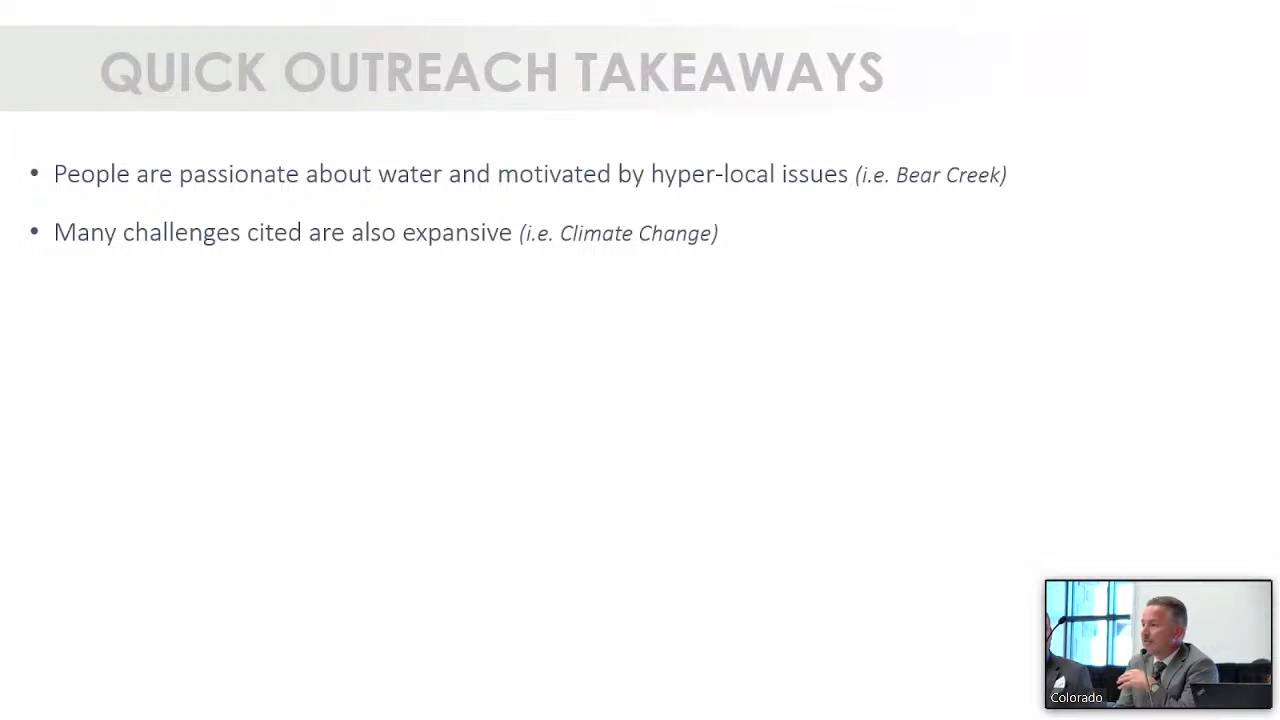 QUICK OUTREACH TAKEAWAYS
• People are passionate about water and motivated by hyper-local issues (i.e. Bear Creek)
• Many challenges cited are also expansive (i.e. Climate Change)
Colorado